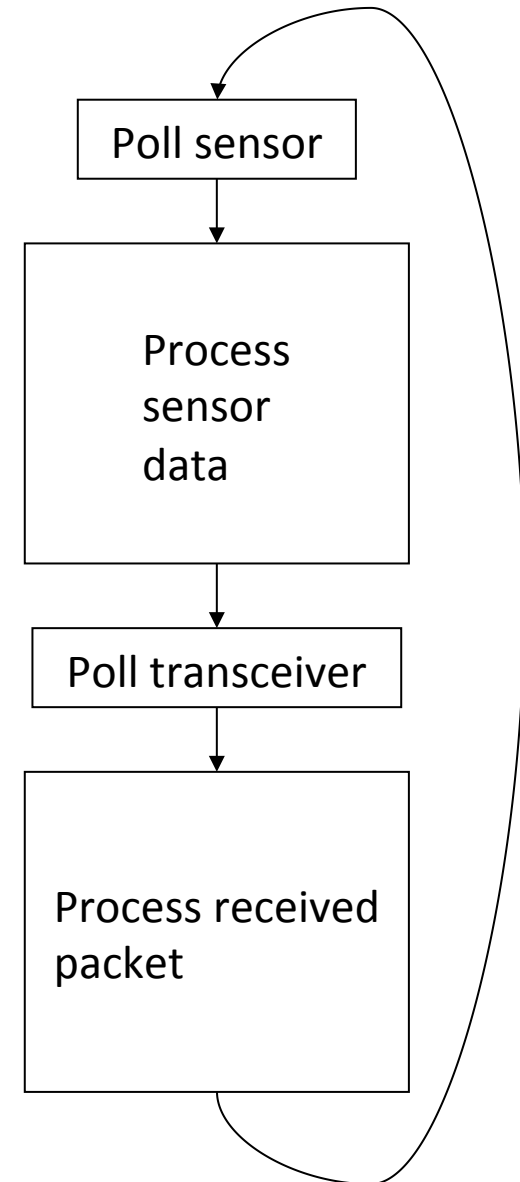 Poll sensor
Process
sensor
data
Poll transceiver
Process received
packet